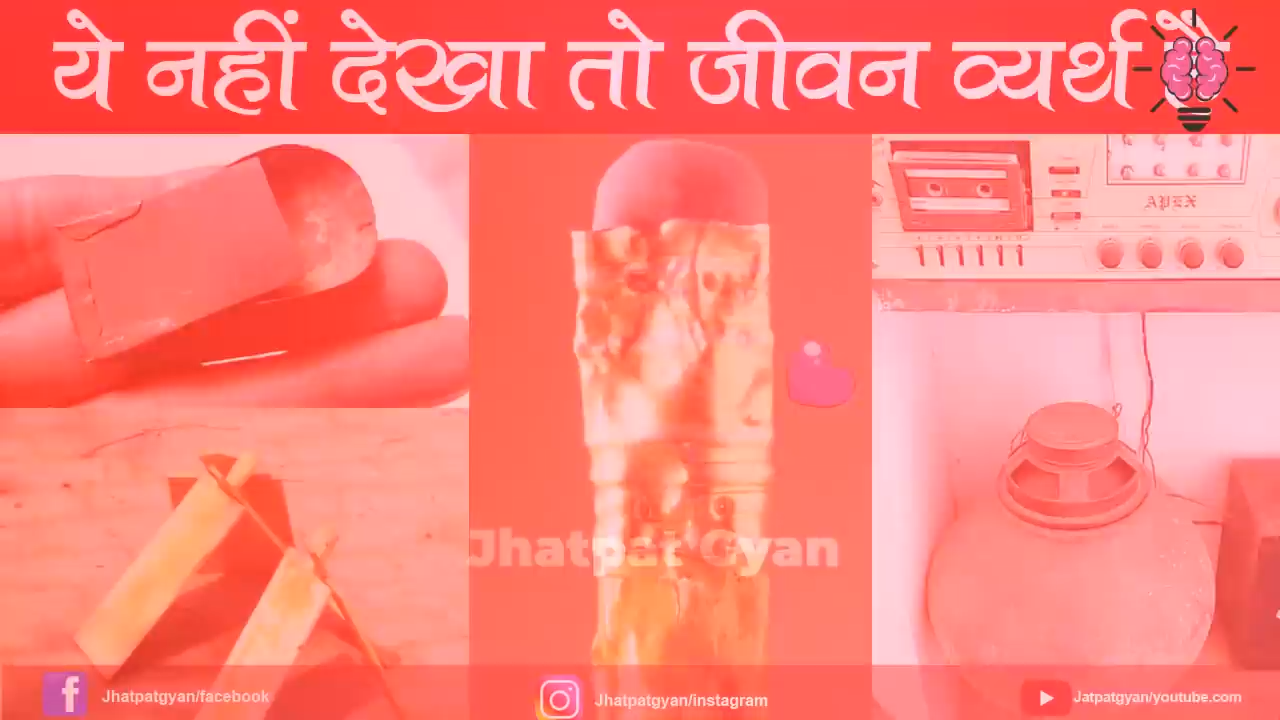 ये नहीं देखा तो जीवन व्यर्थ है
APEX
Jhatpat Gyan
Jhatpatgyan/facebook
Jhatpatgyan/instagram
Jatpatgyan/youtube.com